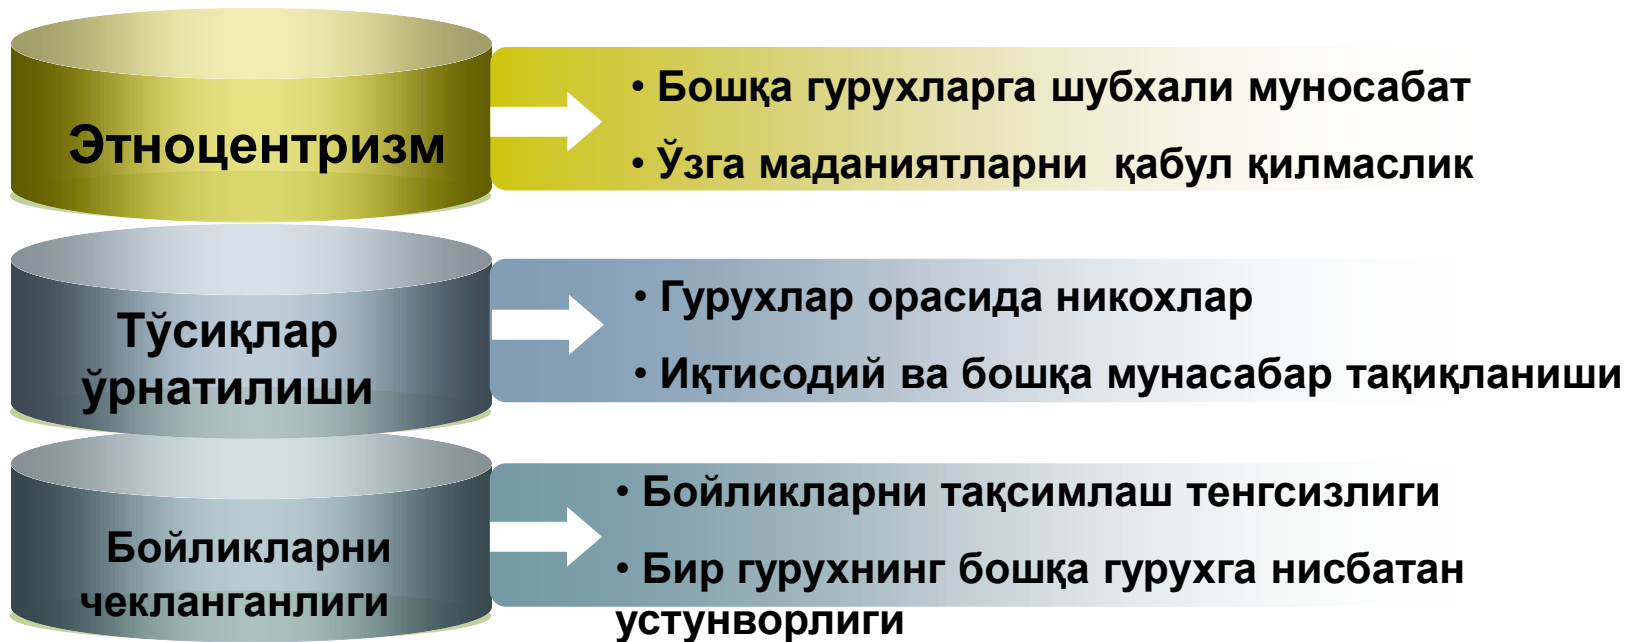 Этноцентризм
• Бошқа гурухларга шубхали муносабат
• Ўзга маданиятларни қабул қилмаслик
Тўсиқлар
ўрнатилиши
• Гурухлар орасида никохлар
• Иқтисодий ва бошқа мунасабар тақиқланиши
Бойликларни
чекланганлиги
• Бойликларни тақсимлаш тенгсизлиги
• Бир гурухнинг бошқа гурухга нисбатан
устунворлиги